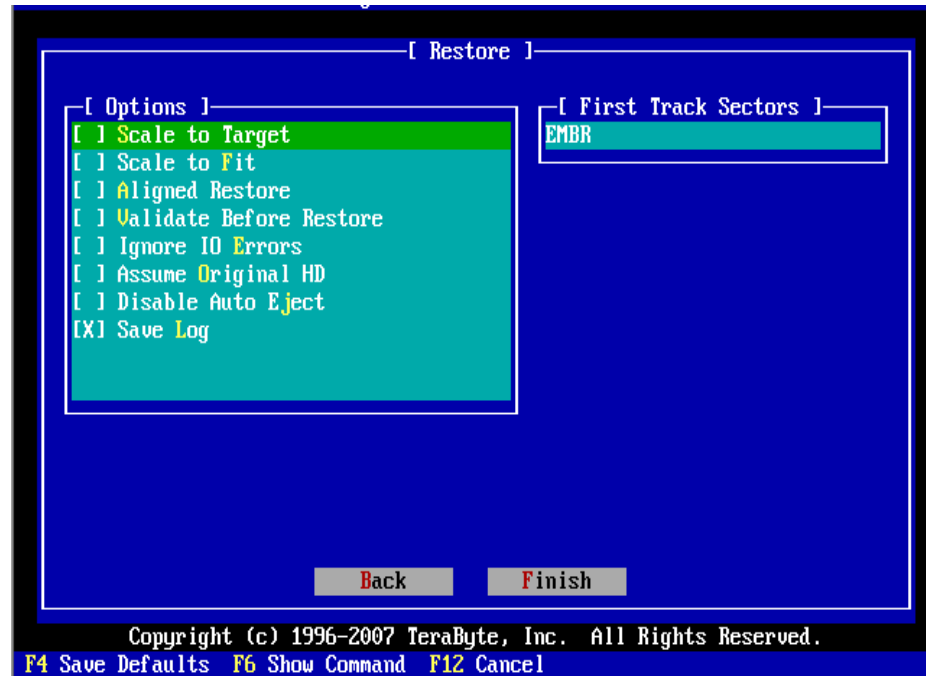 [ Restore ]
[ Options ]
[ ] Scale to Target
[ ] Scale to Fit
[ ] Aligned Restore
[ ] Validate Before Restore
[ ] Ignore IO Errors
[ ] Assume Original HD
[ ] Disable Auto Eject
[X] Save Log
[ First Track Sectors ]
EMBR
Back Finish
Copyright (c) 1996-2007 TeraByte, Inc. All Rights Reserved.
F4 Save Defaults F6 Show Command F12 Cancel